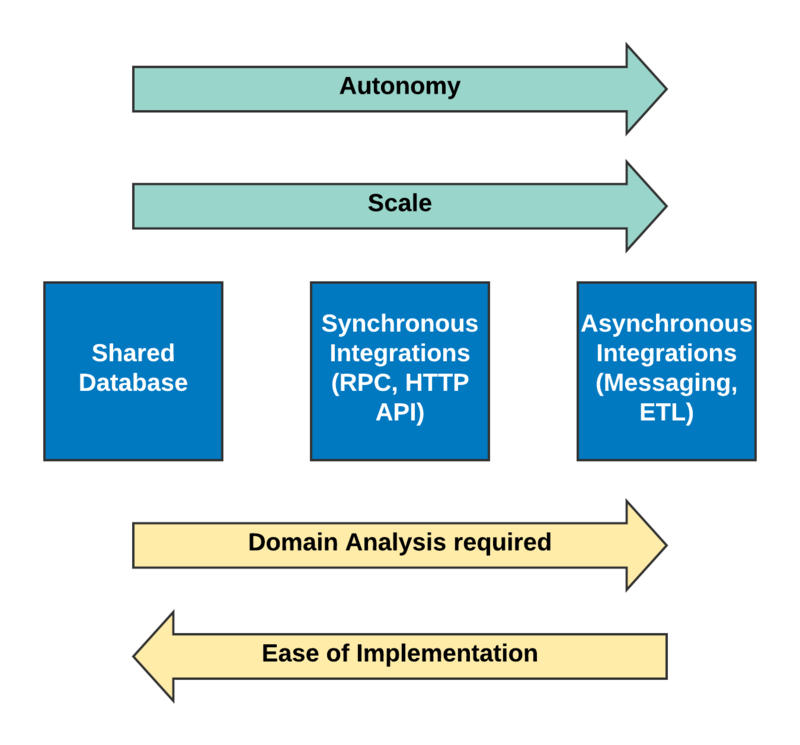 Autonomy
Scale
Shared
Database
Synchronous
Integrations
(RPC, HTTP
API)
Asynchronous
Integrations
(Messaging,
ETL)
Domain Analysis required
Ease of Implementation